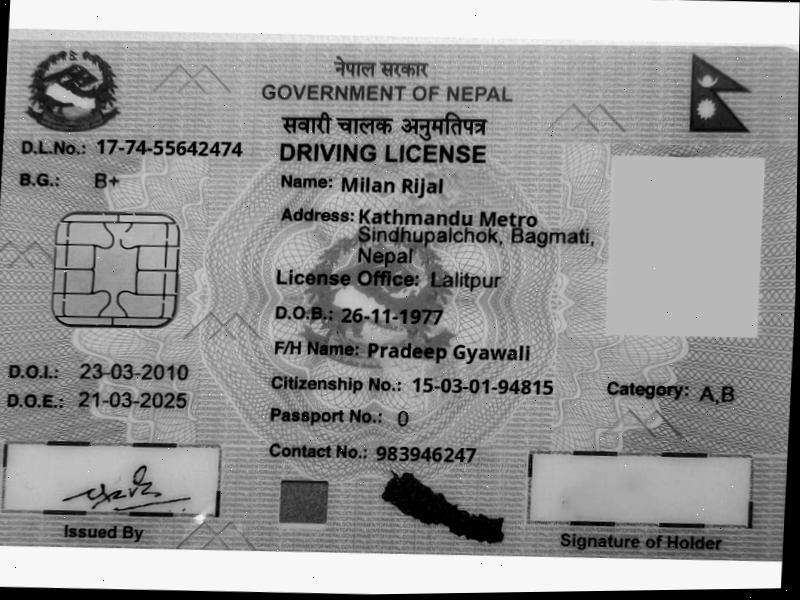 नेपाल सरकार
GOVERNMENT OF NEPAL
सवारी चालक अनुमतिपत्र
DRIVING LICENSE
D.L.No.: 17-74-55642474
B.G.: B+
Name: Milan Rijal
Address: Kathmandu Metro
Sindhupalchok, Bagmati,
Nepal
License Office: Lalitpur
D.O.B.: 26-11-1977
F/H Name: Pradeep Gyawali
D.O.I.: 23-03-2010
Citizenship No.: 15-03-01-94815
Category: A,B
D.O.E.: 21-03-2025
Passport No.: 0
Contact No.: 983946247
Issued By
Signature of Holder